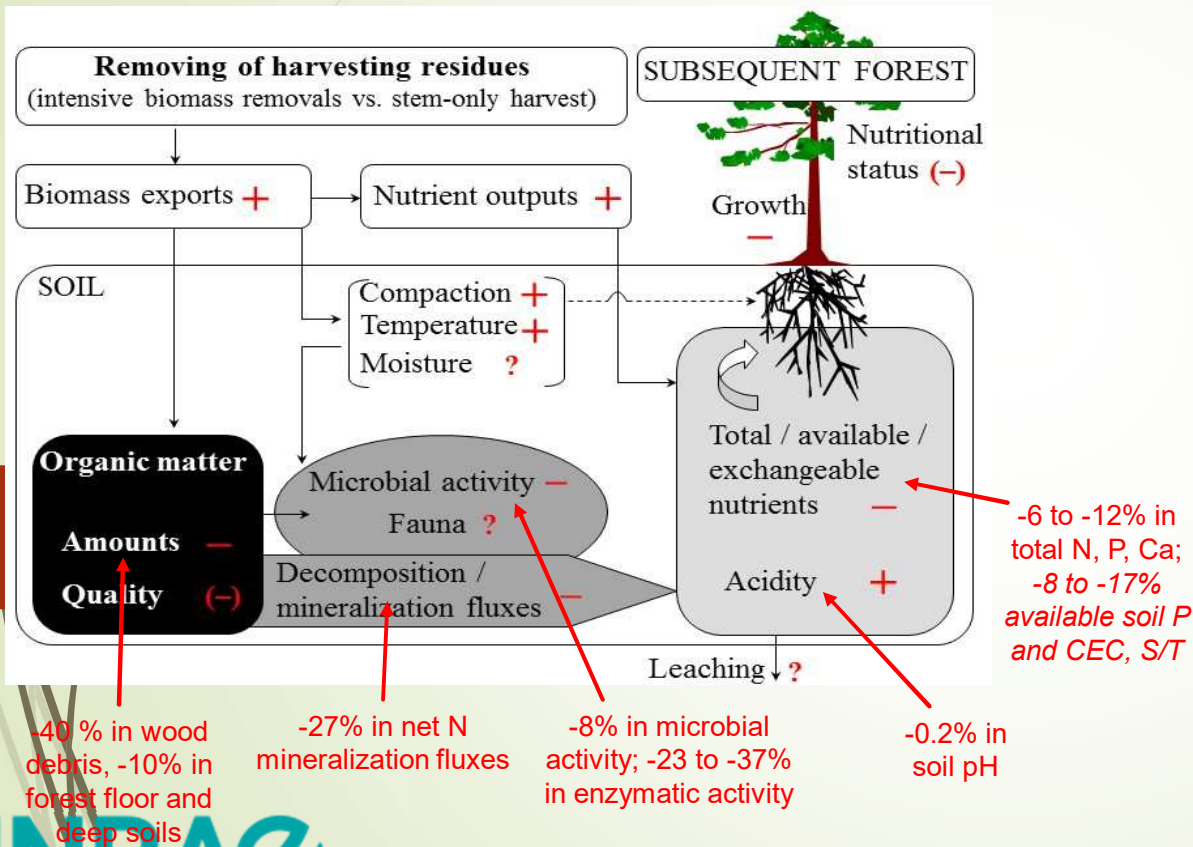 Removing of harvesting residues
(intensive biomass removals vs. stem-only harvest)
SUBSEQUENT FOREST
Nutritional
status (–)
Biomass exports +
Nutrient outputs +
Growth
–
SOIL
Compaction +
Temperature +
Moisture ?
Organic matter
Amounts –
Quality (–)
Microbial activity –
Fauna ?
Decomposition /
mineralization fluxes –
Total / available /
exchangeable
nutrients –
Acidity +
Leaching ?
-6 to -12% in
total N, P, Ca;
-8 to -17%
available soil P
and CEC, S/T
-40 % in wood
debris, -10% in
forest floor and
deep soils
-27% in net N
mineralization fluxes
-8% in microbial
activity; -23 to -37%
in enzymatic activity
-0.2% in
soil pH